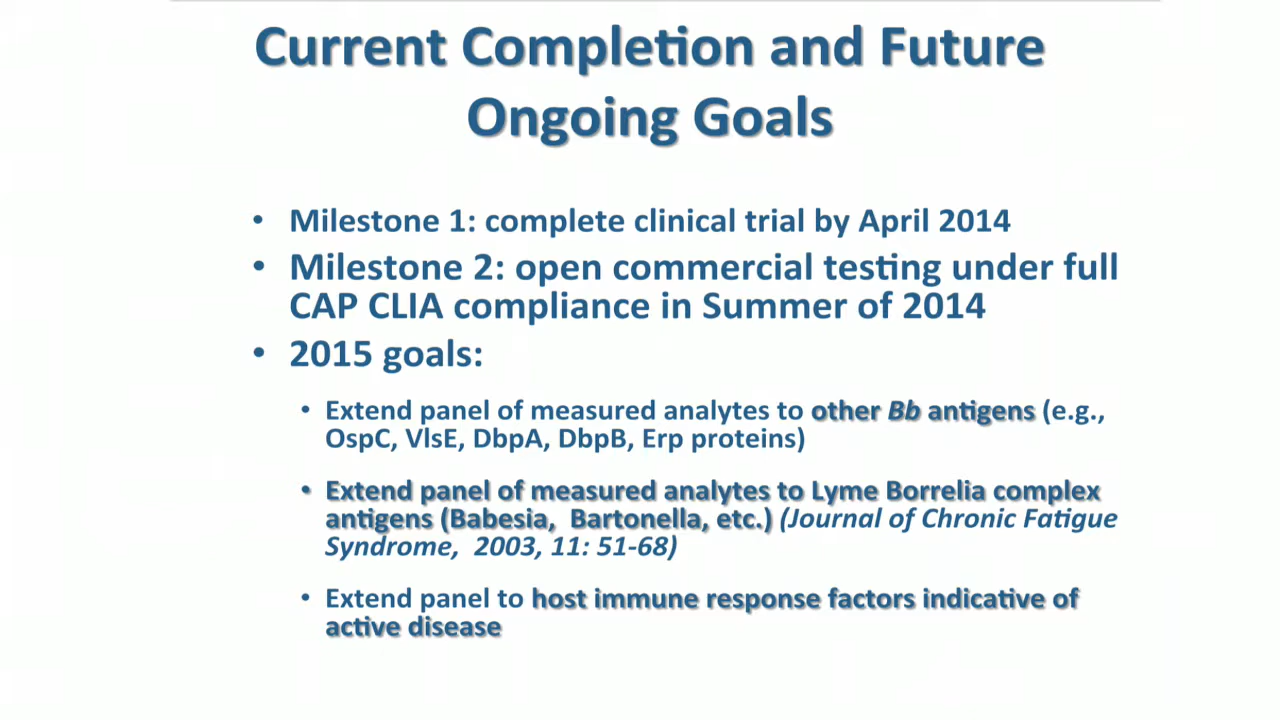 Current Completion and Future
Ongoing Goals
• Milestone 1: complete clinical trial by April 2014
• Milestone 2: open commercial testing under full
CAP CLIA compliance in Summer of 2014
• 2015 goals:
• Extend panel of measured analytes to other Bb antigens (e.g.,
OspC, VlsE, DbpA, DbpB, Erp proteins)
• Extend panel of measured analytes to Lyme Borrelia complex
antigens (Babesia, Bartonella, etc.) (Journal of Chronic Fatigue
Syndrome, 2003, 11: 51-68)
• Extend panel to host immune response factors indicative of
active disease